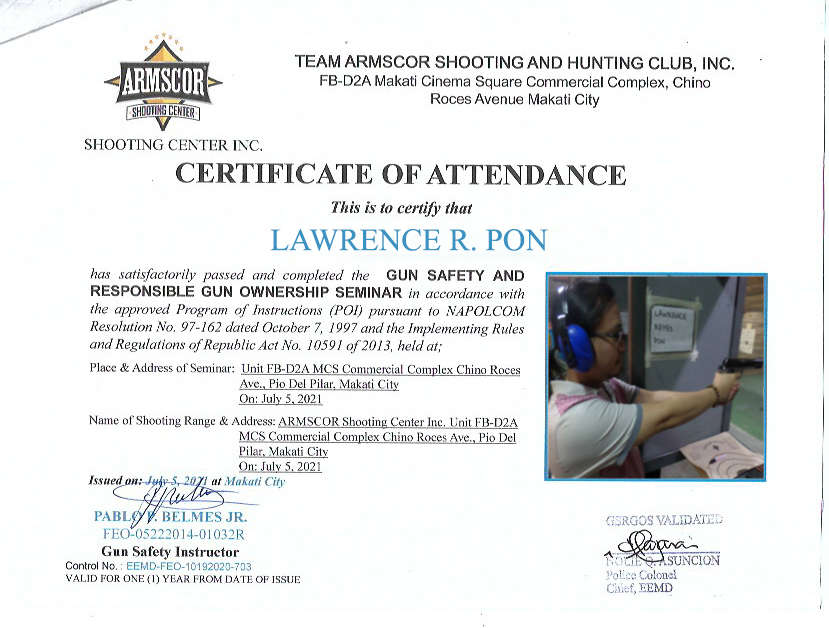 ARMSCOR
SHOOTING CENTER
SHOOTING CENTER INC.
TEAM ARMSCOR SHOOTING AND HUNTING CLUB, INC.
FB-D2A Makati Cinema Square Commercial Complex, Chino
Roces Avenue Makati City
CERTIFICATE OF ATTENDANCE
This is to certify that
LAWRENCE R. PON
has satisfactorily passed and completed the GUN SAFETY AND
RESPONSIBLE GUN OWNERSHIP SEMINAR in accordance with
the approved Program of Instructions (POI) pursuant to NAPOLCOM
Resolution No. 97-162 dated October 7, 1997 and the Implementing Rules
and Regulations of Republic Act No. 10591 of 2013, held at;
Place & Address of Seminar: Unit FB-D2A MCS Commercial Complex Chino Roces
Ave., Pio Del Pilar, Makati City
On: July 5, 2021
Name of Shooting Range & Address: ARMSCOR Shooting Center Inc. Unit FB-D2A
MCS Commercial Complex Chino Roces Ave., Pio Del
Pilar, Makati City
On: July 5, 2021
Issued on: July 5, 2021 at Makati City
PABLO P. BELMES JR.
FEO-05222014-01032R
Gun Safety Instructor
Control No. : EEMD-FEO-10192020-703
VALID FOR ONE (1) YEAR FROM DATE OF ISSUE
LAWRENCE
REYES
PON
GSRGOS VALIDATED
NOLIE Q. ASUNCION
Police Colonel
Chief, EEMD